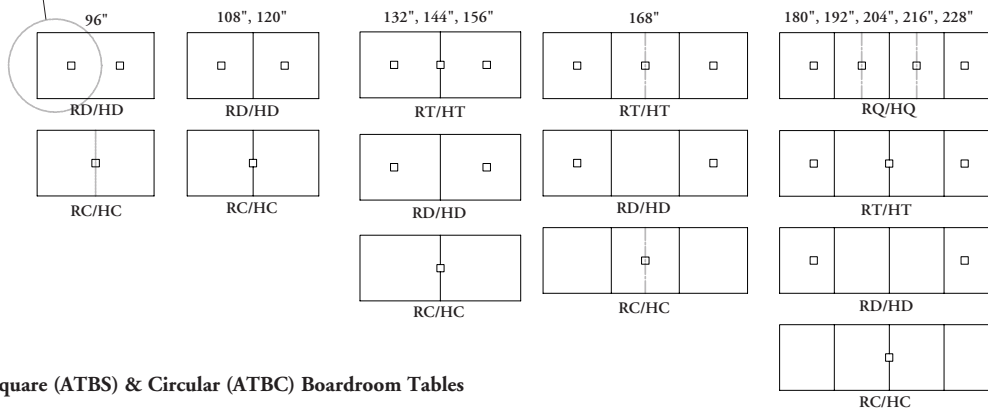 96"
108", 120"
132", 144", 156"
168"
180", 192", 204", 216", 228"
RD/HD
RD/HD
RT/HT
RT/HT
RQ/HQ
RC/HC
RC/HC
RD/HD
RD/HD
RT/HT
RC/HC
RC/HC
RD/HD
quare (ATBS) & Circular (ATBC) Boardroom Tables
RC/HC